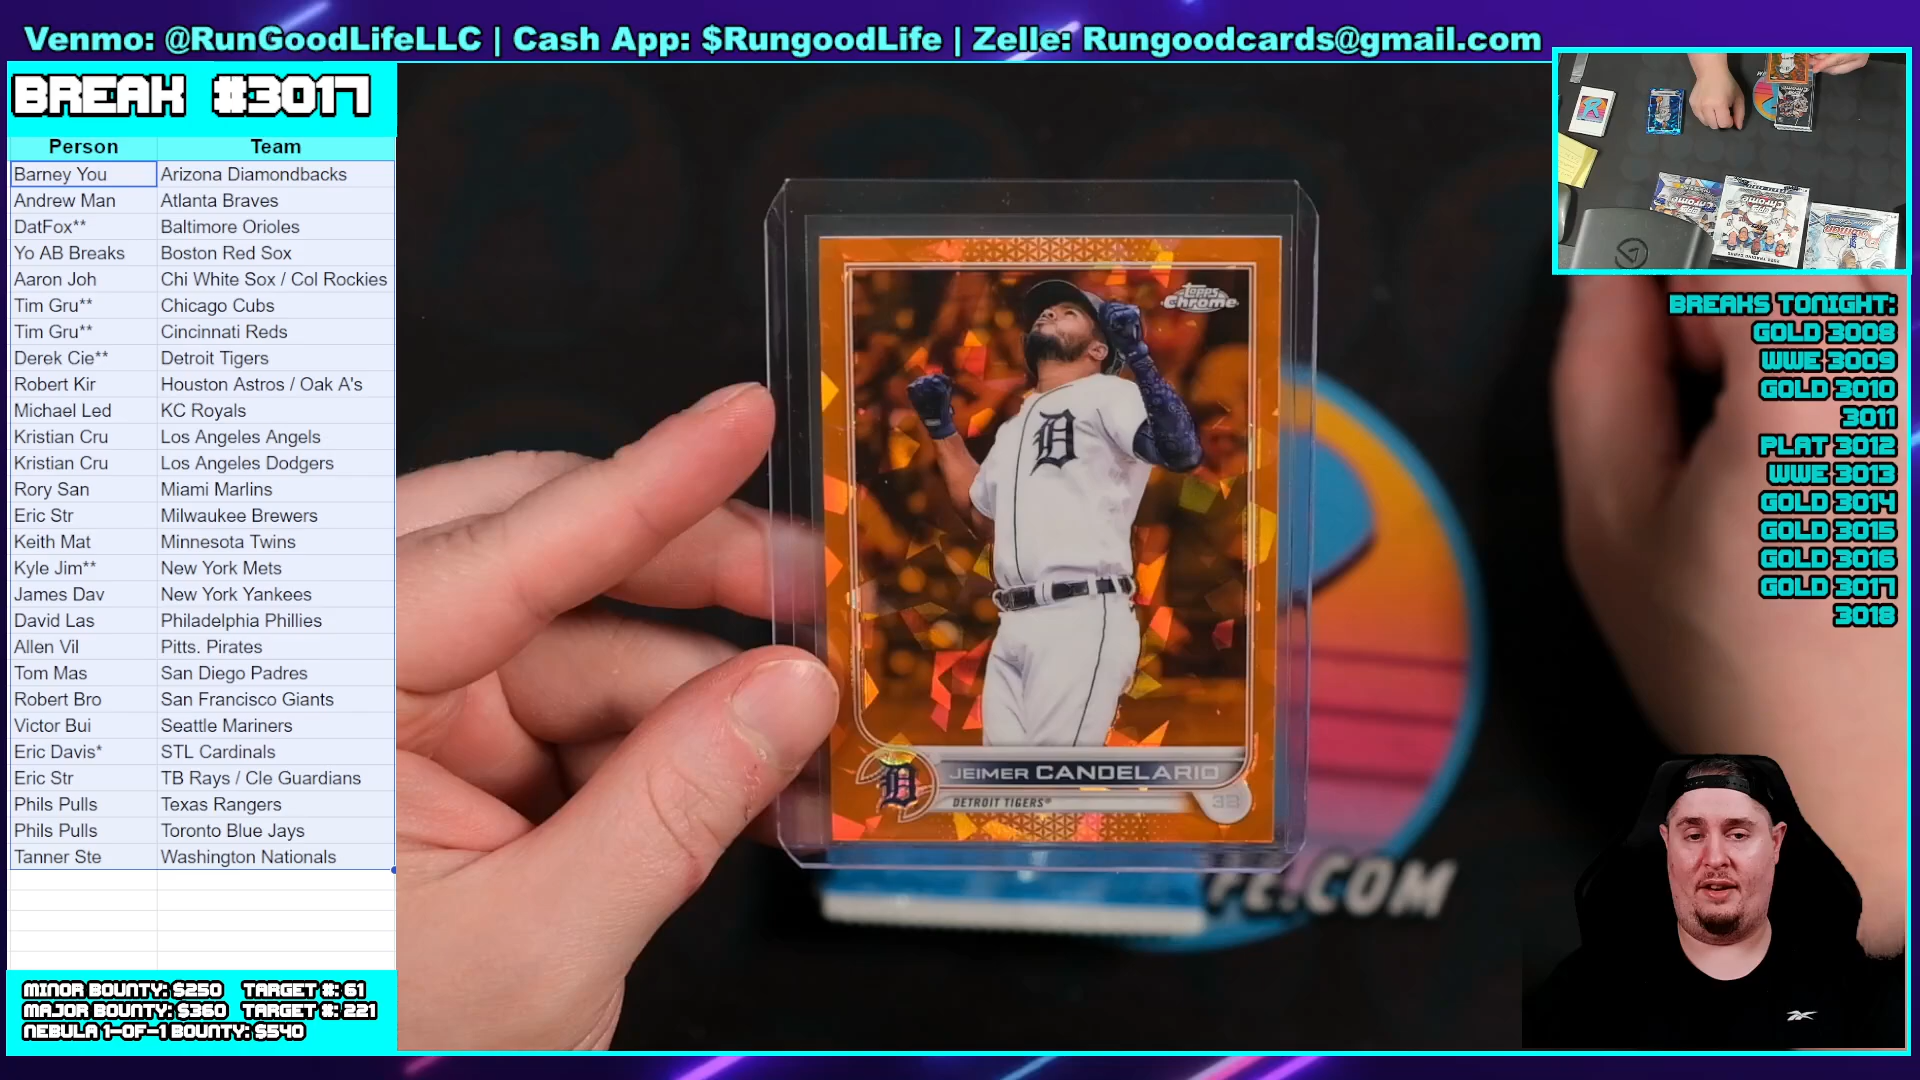 Venmo: @RunGoodLifeLLC | Cash App: $RungoodLife | Zelle: Rungoodcards@gmail.com
BREAK #3017
Person Team
Barney You Arizona Diamondbacks
Andrew Man Atlanta Braves
DatFox** Baltimore Orioles
Yo AB Breaks Boston Red Sox
Aaron Joh Chi White Sox / Col Rockies
Tim Gru** Chicago Cubs
Tim Gru** Cincinnati Reds
Derek Cie** Detroit Tigers
Robert Kir Houston Astros / Oak A's
Michael Led KC Royals
Kristian Cru Los Angeles Angels
Kristian Cru Los Angeles Dodgers
Rory San Miami Marlins
Eric Str Milwaukee Brewers
Keith Mat Minnesota Twins
Kyle Jim** New York Mets
James Dav New York Yankees
David Las Philadelphia Phillies
Allen Vil Pitts. Pirates
Tom Mas San Diego Padres
Robert Bro San Francisco Giants
Victor Bui Seattle Mariners
Eric Davis* STL Cardinals
Eric Str TB Rays / Cle Guardians
Phils Pulls Texas Rangers
Phils Pulls Toronto Blue Jays
Tanner Ste Washington Nationals
MINOR BOUNTY: $250 TARGET #: 61
MAJOR BOUNTY: $360 TARGET #: 221
NEBULA 1-OF-1 BOUNTY: $540
Topps
Chrome
D
D
JEIMER CANDELARIO
DETROIT TIGERS®
3B
FE.COM
BREAKS TONIGHT:
GOLD 3008
WWE 3009
GOLD 3010
3011
PLAT 3012
WWE 3013
GOLD 3014
GOLD 3015
GOLD 3016
GOLD 3017
3018